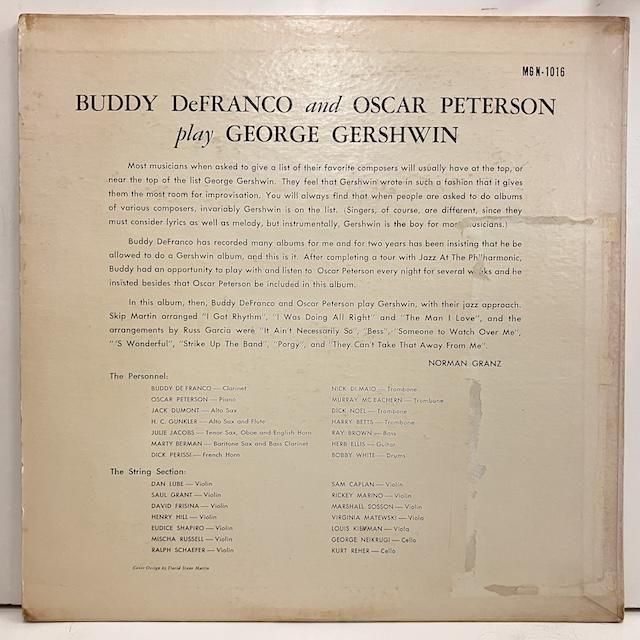 MGN-1016
BUDDY DeFRANCO and OSCAR PETERSON
play GEORGE GERSHWIN
Most musicians when asked to give a list of their favorite composers will usually have at the top, or
near the top of the list George Gershwin. They feel that Gershwin wrote in such a fashion that it gives
them the most room for improvisation. You will always find that when people are asked to do albums
of various composers, invariably Gershwin is on the list. (Singers, of course, are different, since they
must consider lyrics as well as melody, but instrumentally, Gershwin is the boy for most musicians.)
Buddy DeFranco has recorded many albums for me and for two years has been insisting that he be
allowed to do a Gershwin album, and this is it. After completing a tour with Jazz At The Philharmonic,
Buddy had an opportunity to play with and listen to Oscar Peterson every night for several weeks and he
insisted besides that Oscar Peterson be included in this album.
In this album, then, Buddy DeFranco and Oscar Peterson play Gershwin, with their jazz approach.
Skip Martin arranged "I Got Rhythm", "I Was Doing All Right" and "The Man I Love", and the
arrangements by Russ Garcia were "It Ain't Necessarily So", "Bess", "Someone to Watch Over Me",
"'S Wonderful", "Strike Up The Band", "Porgy", and "They Can't Take That Away From Me".
NORMAN GRANZ
The Personnel:
BUDDY DEFRANCO — Clarinet
OSCAR PETERSON — Piano
JACK DUMONT — Alto Sax
H. C. GUNKLER — Alto Sax and Flute
JULIE JACOBS — Tenor Sax, Oboe and English Horn
MARTY BERMAN — Baritone Sax and Bass Clarinet
DICK PERISSI — French Horn
NICK DI MAIO — Trombone
MURRAY MC EACHERN — Trombone
DICK NOEL — Trombone
HARRY BETTS — Trombone
RAY BROWN — Bass
HERB ELLIS — Guitar
BOBBY WHITE — Drums
The String Section:
DAN LUBE — Violin
SAUL GRANT — Violin
DAVID FRISINA — Violin
HENRY HILL — Violin
EUDICE SHAPIRO — Violin
MISCHA RUSSELL — Violin
RALPH SCHAEFER — Violin
SAM CAPLAN — Violin
RICKEY MARINO — Violin
MARSHALL SOSSON — Violin
VIRGINIA MATEWSKI — Viola
LOUIS KIEVMAN — Viola
GEORGE NEIKRUGI — Cello
KURT REHER — Cello
Cover Design by David Stone Martin